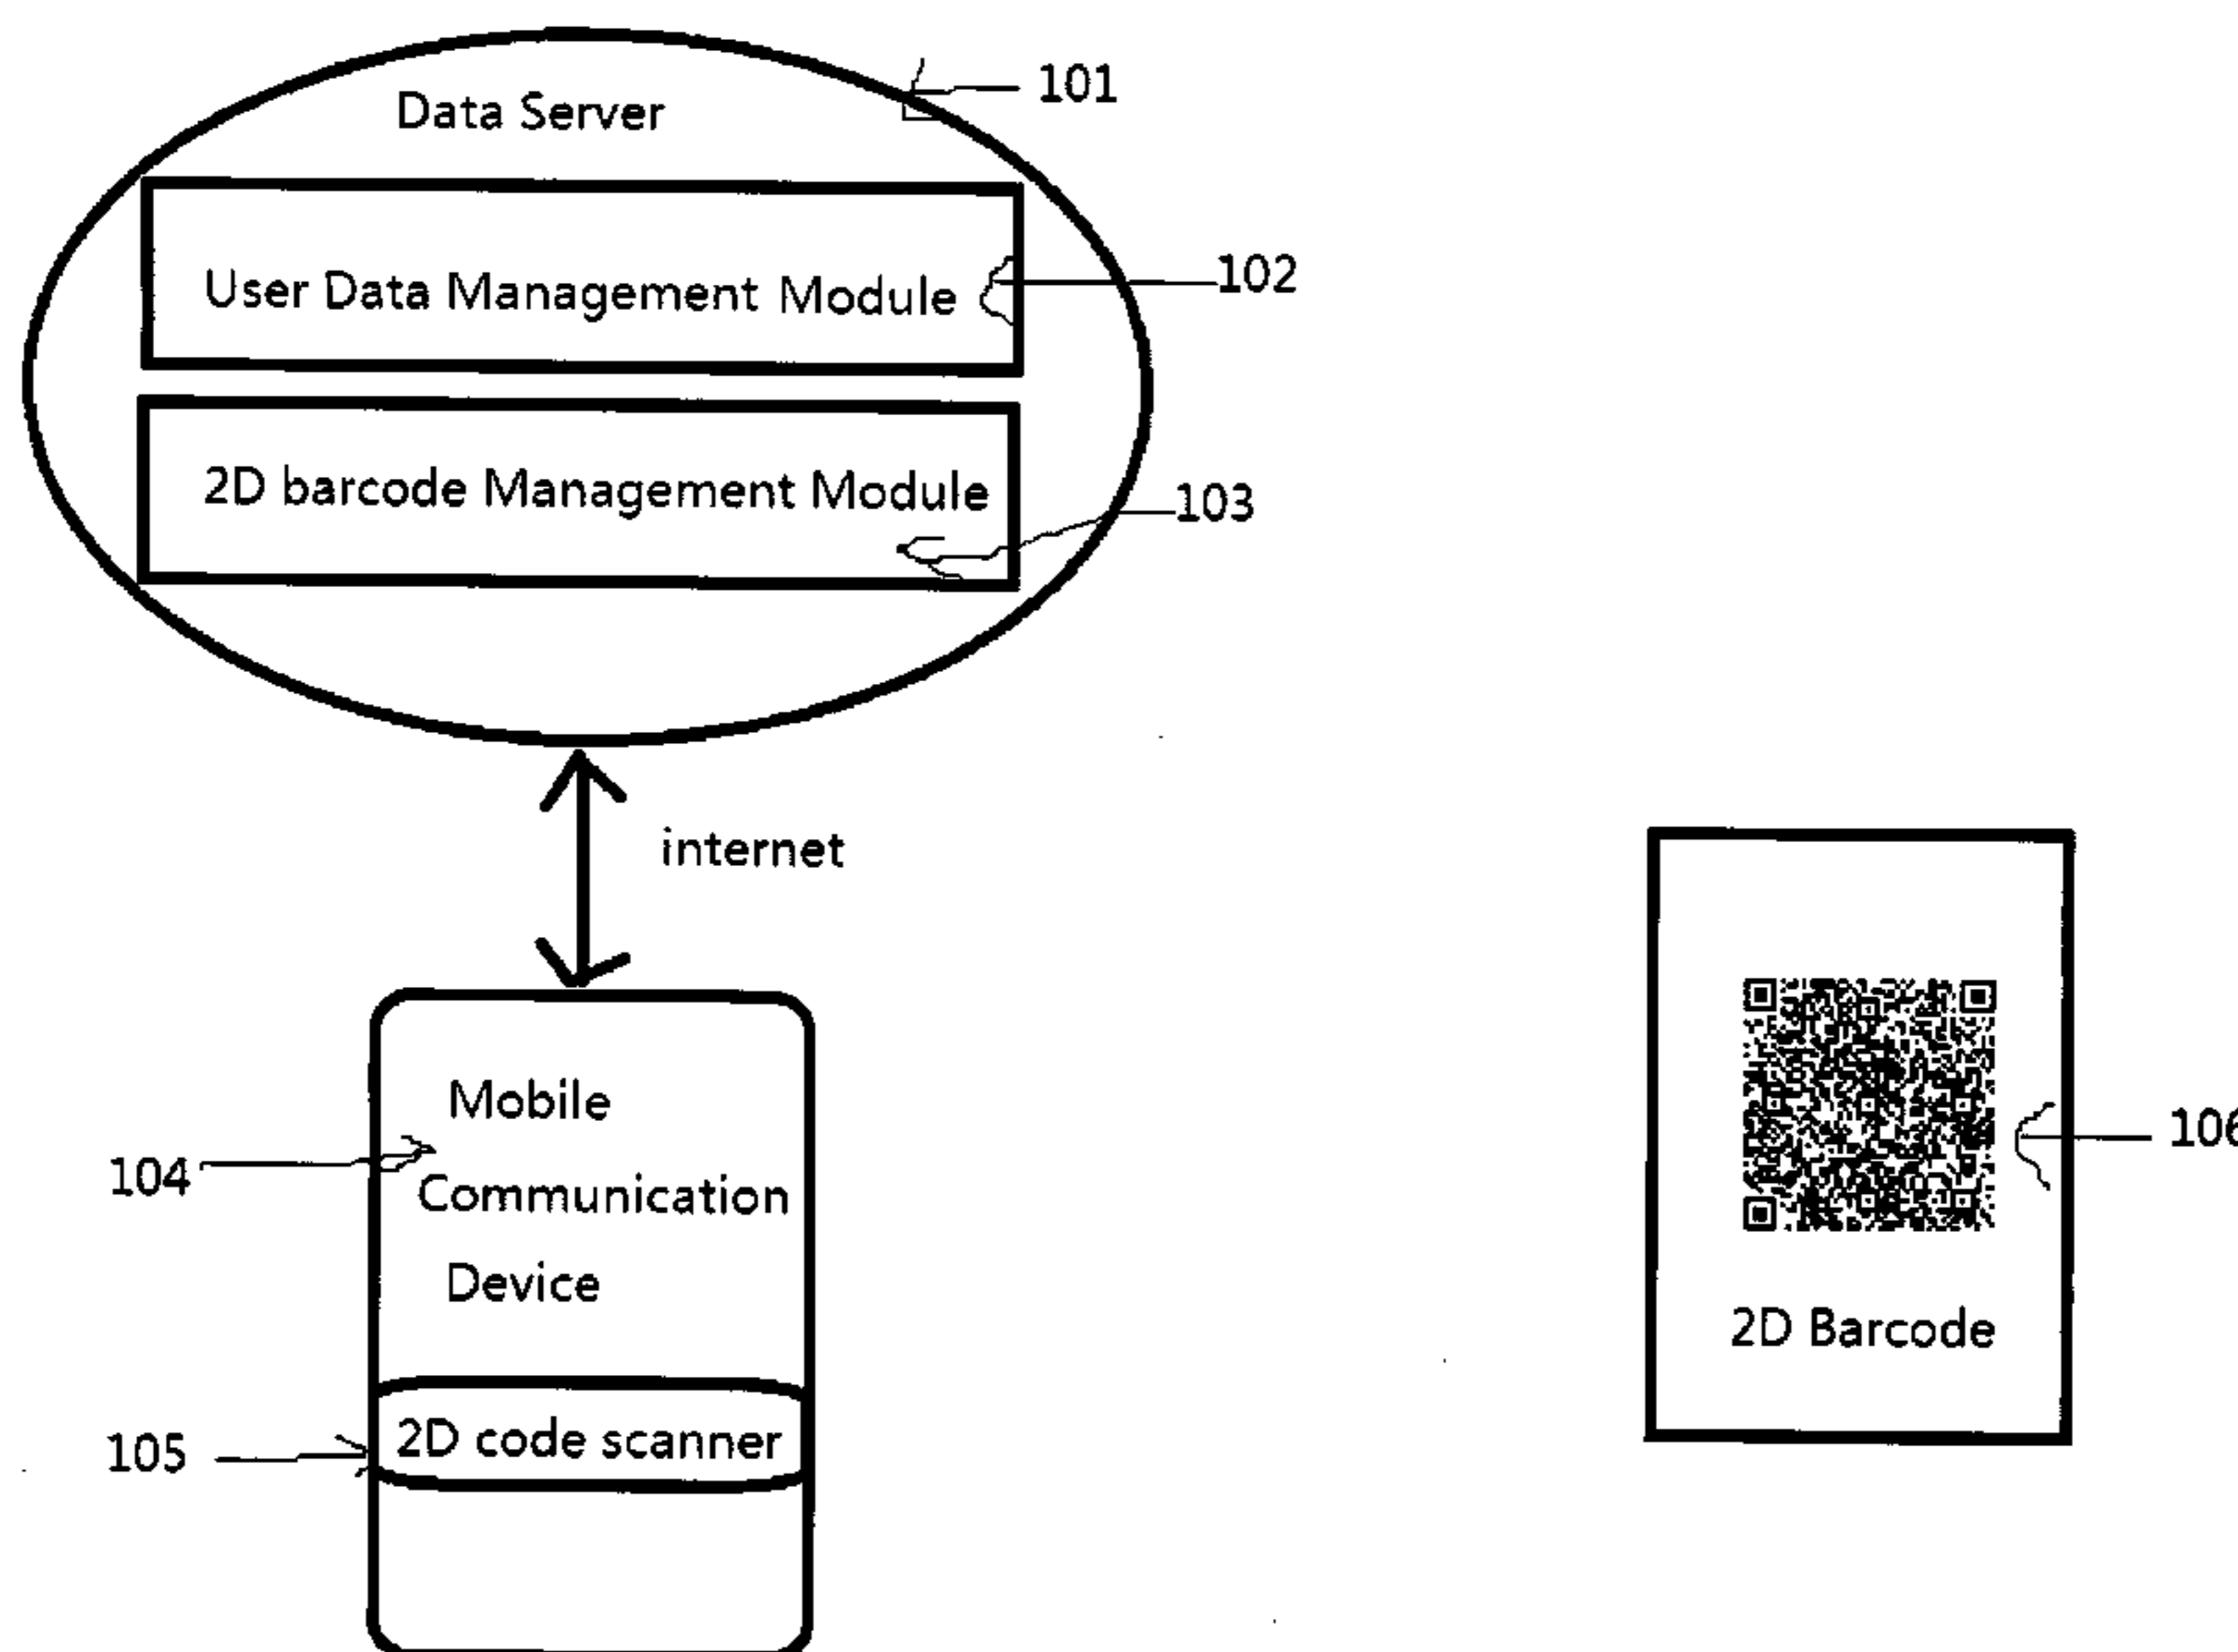 Data Server
101
User Data Management Module
102
2D barcode Management Module
103
internet
Mobile
Communication
Device
104
2D code scanner
105
106
2D Barcode